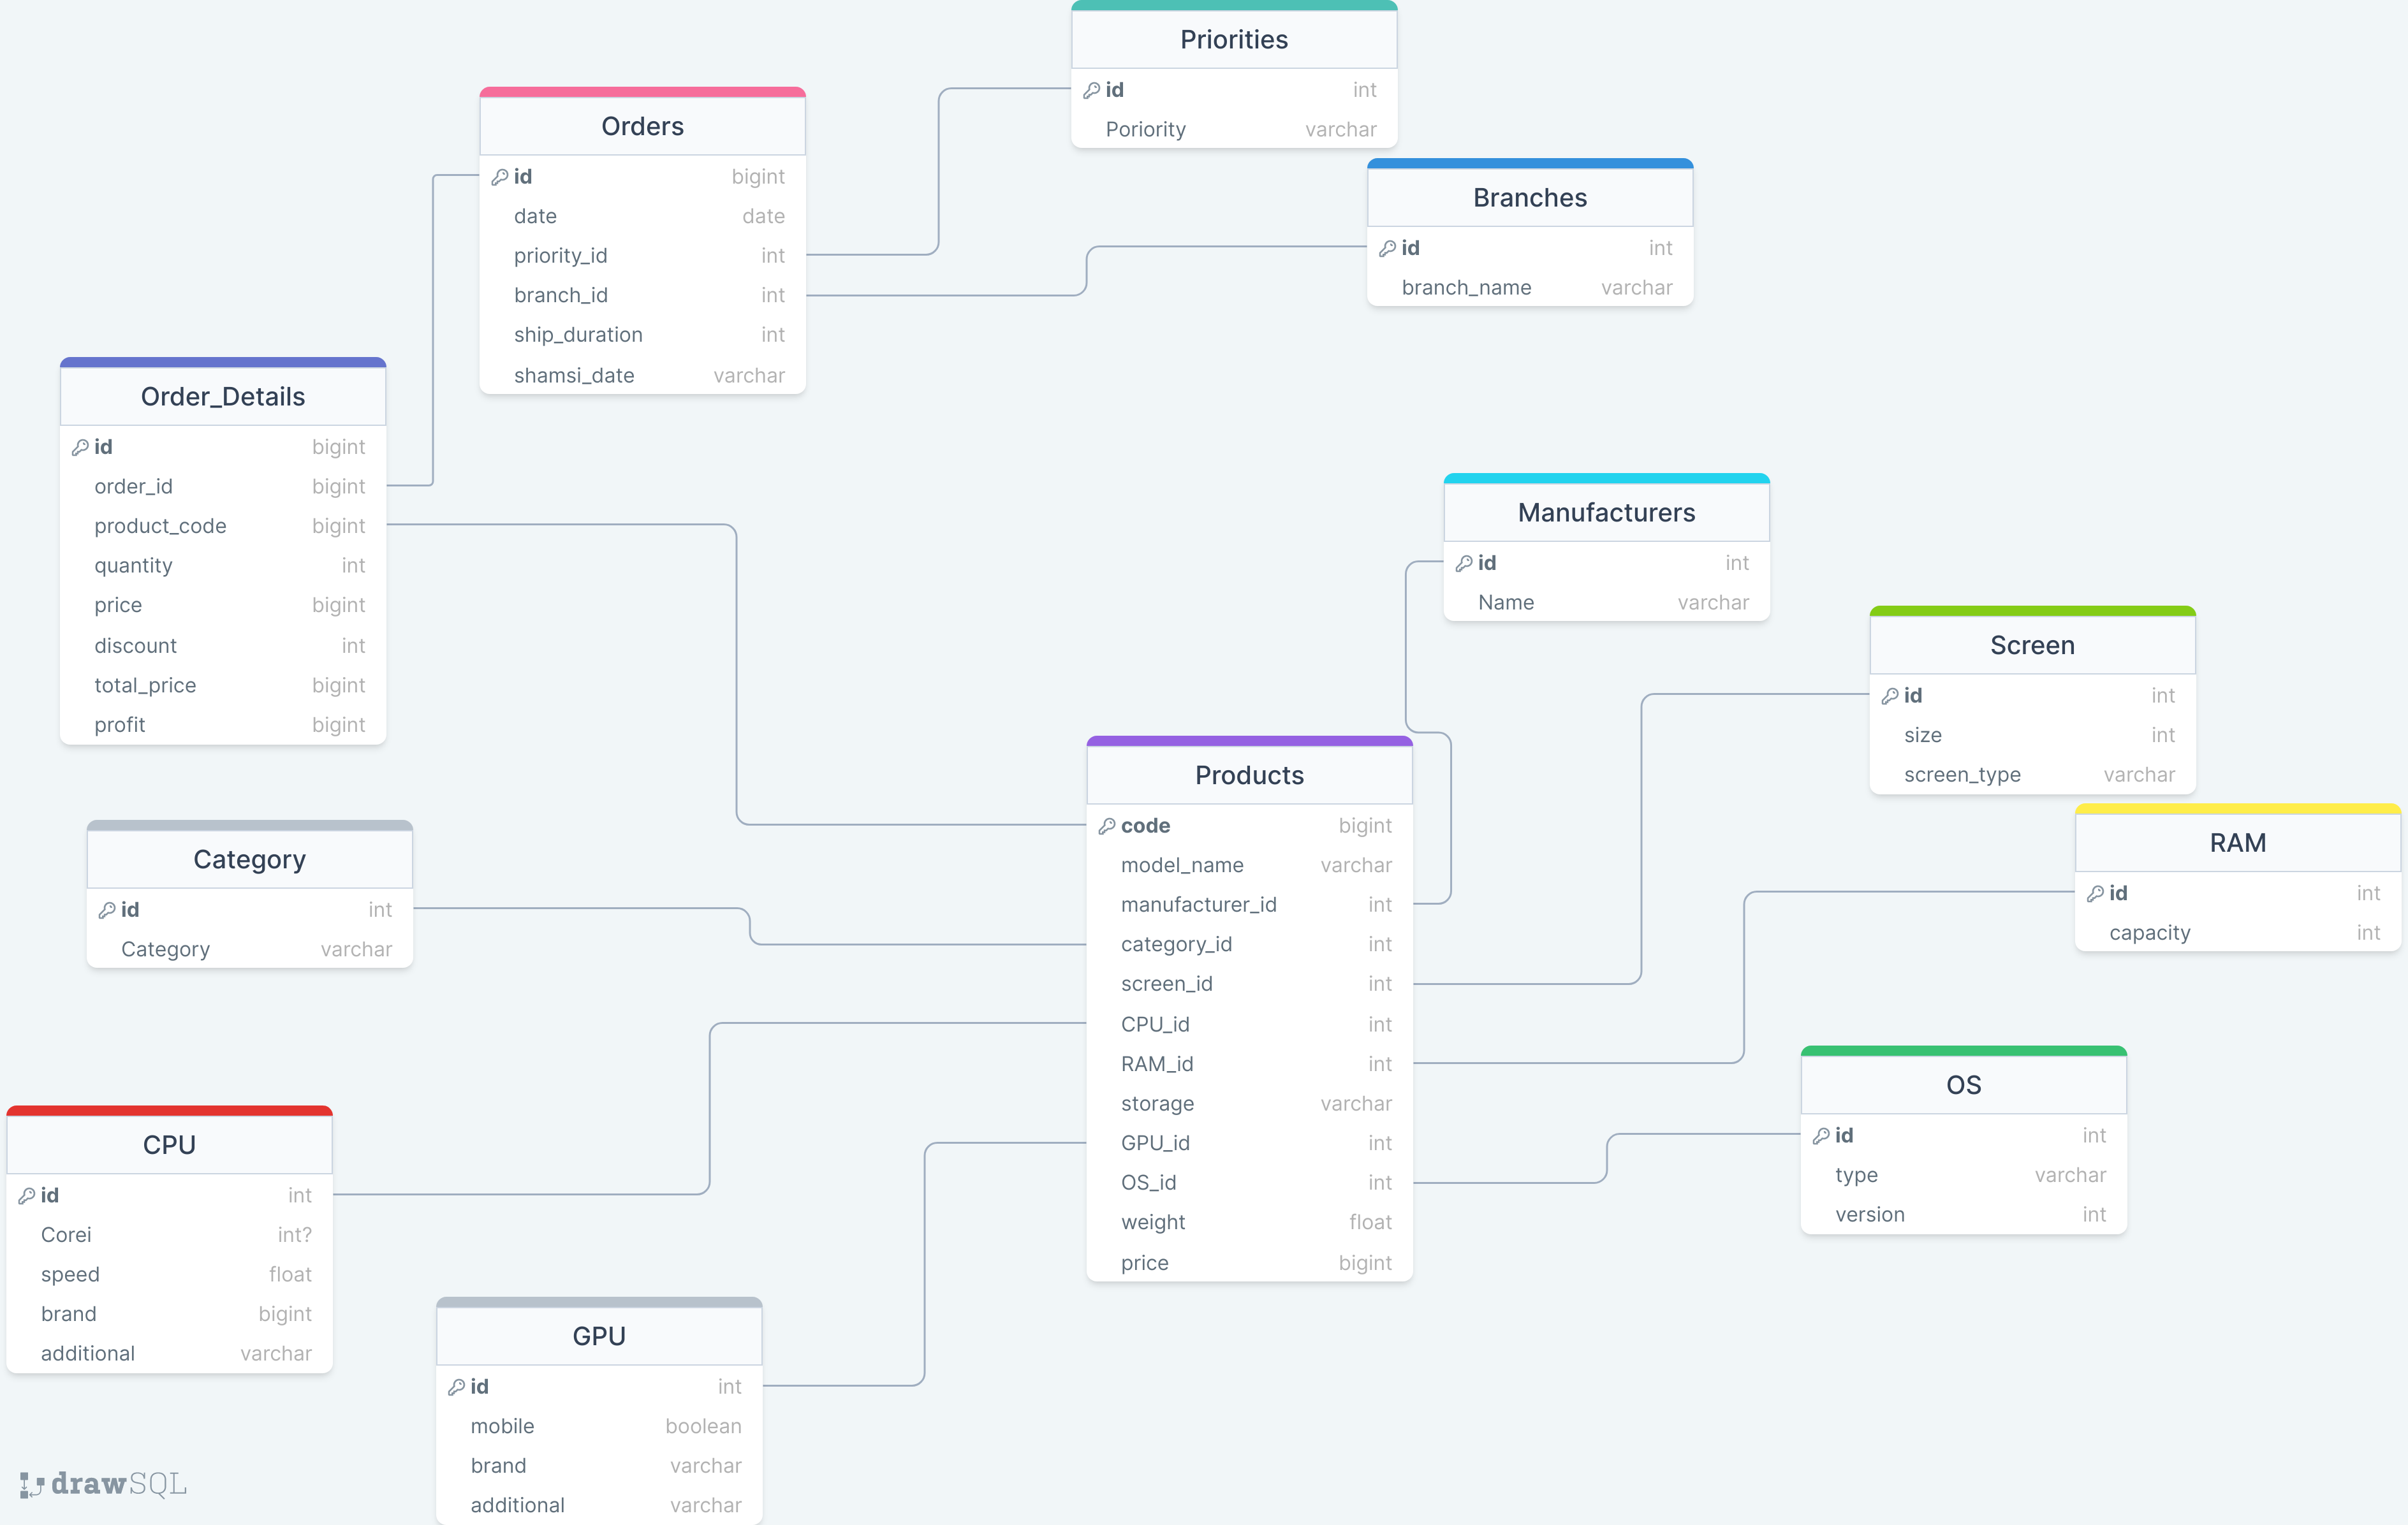 Priorities
id int
Poriority varchar
Orders
id bigint
date date
priority_id int
branch_id int
ship_duration int
shamsi_date varchar
Branches
id int
branch_name varchar
Order_Details
id bigint
order_id bigint
product_code bigint
quantity int
price bigint
discount int
total_price bigint
profit bigint
Manufacturers
id int
Name varchar
Screen
id int
size int
screen_type varchar
Products
code bigint
model_name varchar
manufacturer_id int
category_id int
screen_id int
CPU_id int
RAM_id int
storage varchar
GPU_id int
OS_id int
weight float
price bigint
RAM
id int
capacity int
Category
id int
Category varchar
OS
id int
type varchar
version int
CPU
id int
Corei int?
speed float
brand bigint
additional varchar
GPU
id int
mobile boolean
brand varchar
additional varchar
drawSQL